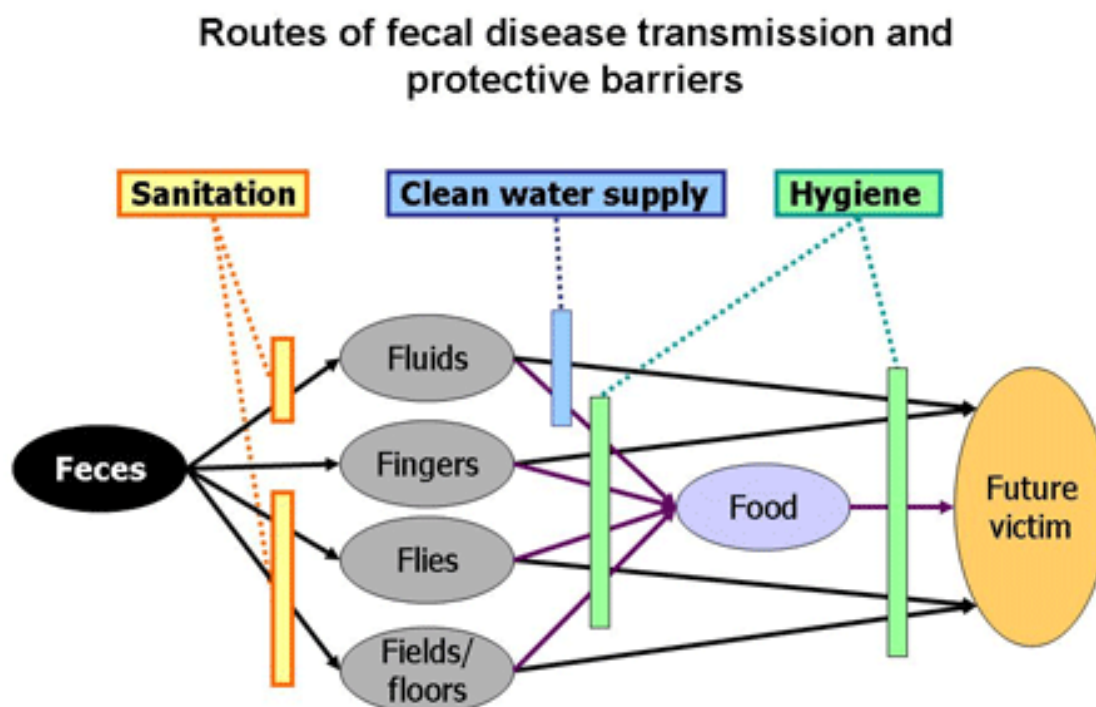 Routes of fecal disease transmission and
protective barriers
Sanitation
Clean water supply
Hygiene
Feces
Fluids
Fingers
Flies
Fields/
floors
Food
Future
victim